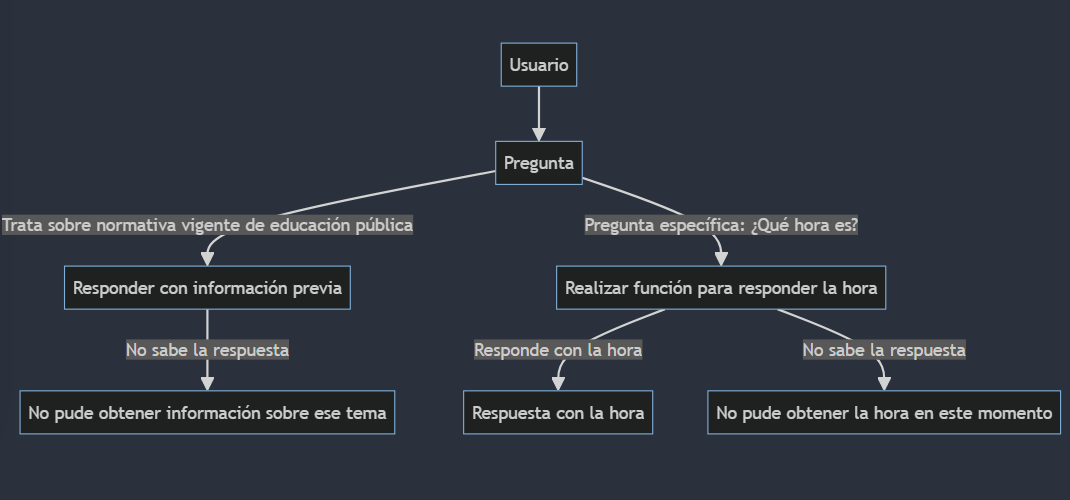 Usuario
Pregunta
Trata sobre normativa vigente de educación pública
Pregunta específica: ¿Qué hora es?
Responder con información previa
Realizar función para responder la hora
No sabe la respuesta
Responde con la hora
No sabe la respuesta
No pude obtener información sobre ese tema
Respuesta con la hora
No pude obtener la hora en este momento